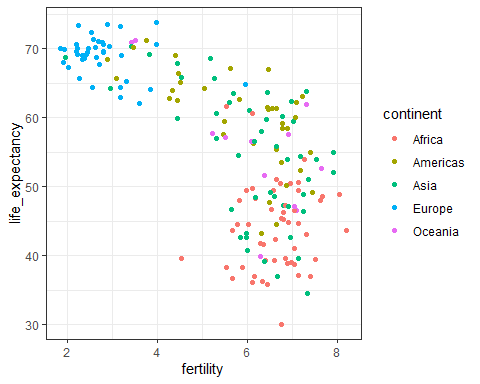 70
60
50
40
30
life_expectancy
2
4
6
8
fertility
continent
Africa
Americas
Asia
Europe
Oceania